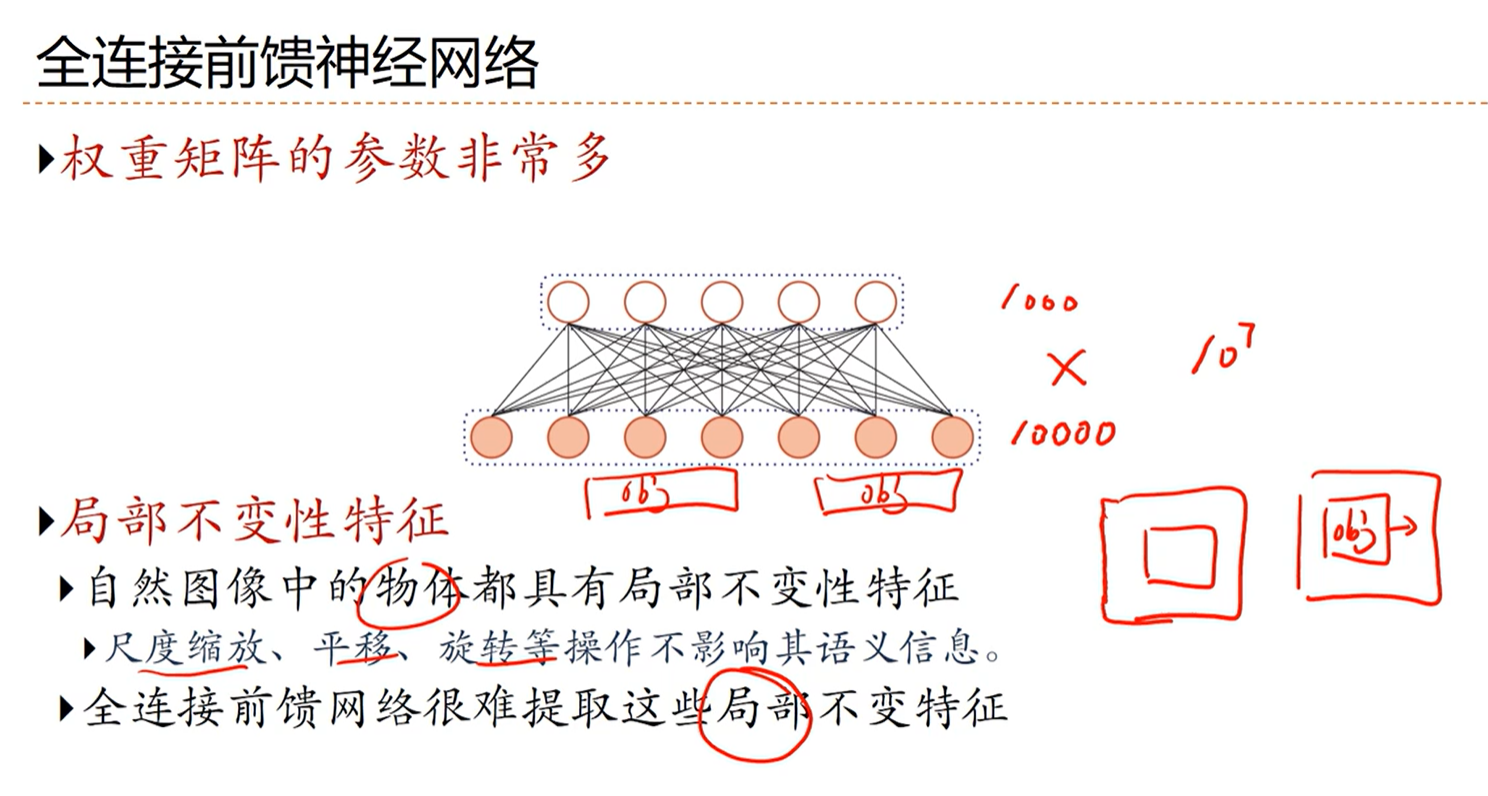 全连接前馈神经网络
权重矩阵的参数非常多
1000
×
10⁷
10000
obj
obj
obj
局部不变性特征
自然图像中的物体都具有局部不变性特征
尺度缩放、平移、旋转等操作不影响其语义信息。
全连接前馈网络很难提取这些局部不变特征